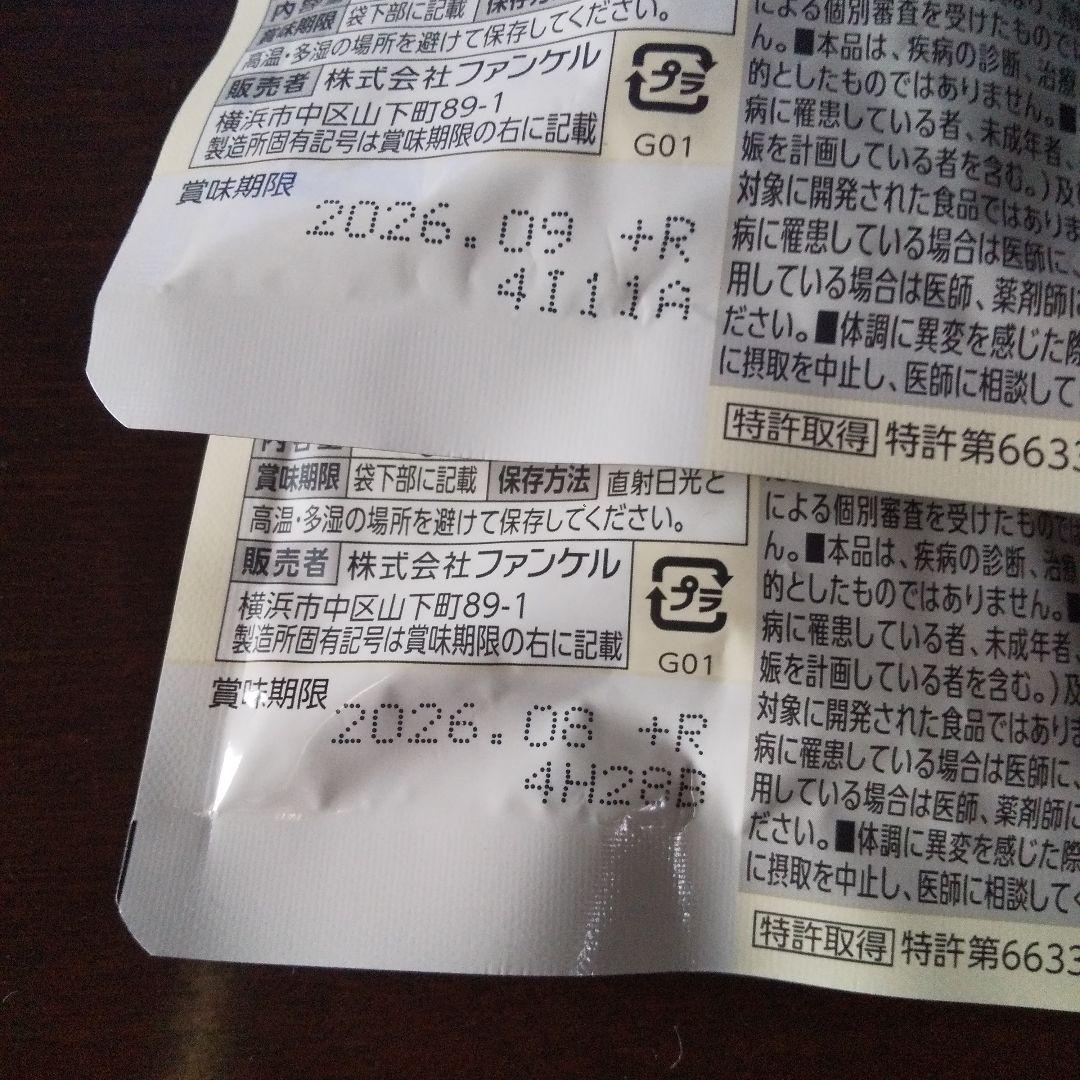 賞味期限 袋下部に記載
高温・多湿の場所を避けて保存してください。
販売者 株式会社ファンケル
横浜市中区山下町89-1
製造所固有記号は賞味期限の右に記載
プラ
G01
賞味期限
2026.09 +R
4I11A
による個別審査を受けたもので
ん。■本品は、疾病の診断、治療
的としたものではありません。■
病に罹患している者、未成年者、
娠を計画している者を含む。)及
対象に開発された食品ではありま
病に罹患している場合は医師に、
用している場合は医師、薬剤師に
ださい。■体調に異変を感じた際
に摂取を中止し、医師に相談して
特許取得 特許第6633
賞味期限 袋下部に記載 保存方法 直射日光と
高温・多湿の場所を避けて保存してください。
販売者 株式会社ファンケル
横浜市中区山下町89-1
製造所固有記号は賞味期限の右に記載
プラ
G01
賞味期限
2026.08 +R
4H28B
による個別審査を受けたもので
ん。■本品は、疾病の診断、治療
的としたものではありません。■
病に罹患している者、未成年者、
娠を計画している者を含む。)及
対象に開発された食品ではありま
病に罹患している場合は医師に、
用している場合は医師、薬剤師に
ださい。■体調に異変を感じた際
に摂取を中止し、医師に相談して
特許取得 特許第6633